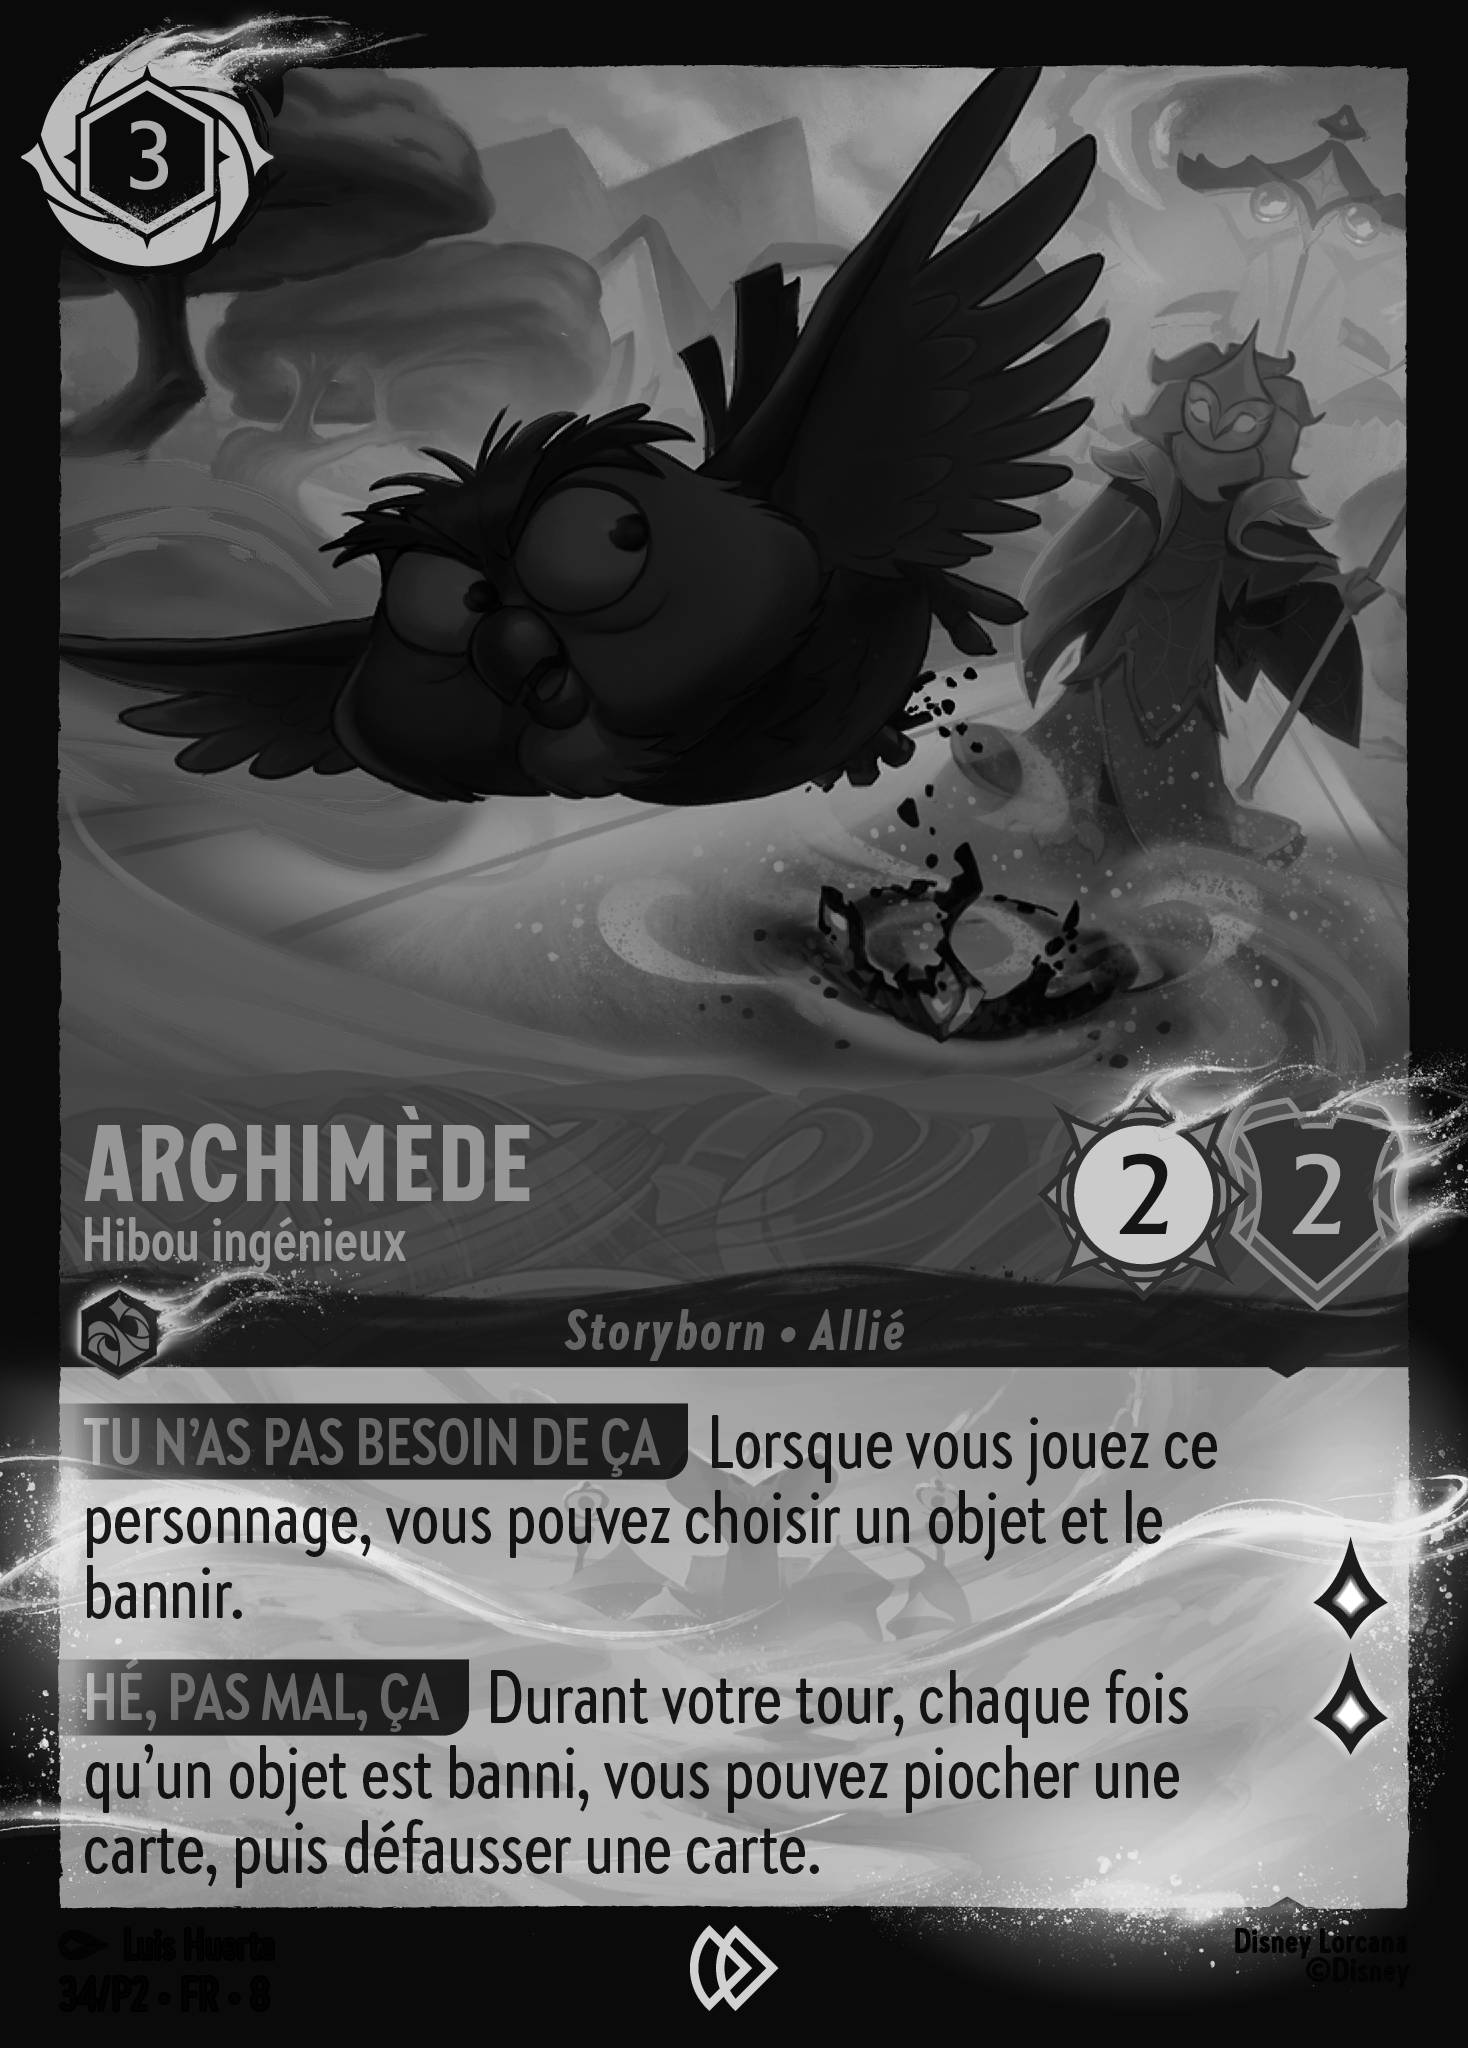 3
ARCHIMÈDE
Hibou ingénieux
2
2
Storyborn • Allié
TU N'AS PAS BESOIN DE ÇA Lorsque vous jouez ce
personnage, vous pouvez choisir un objet et le
bannir.
HÉ, PAS MAL, ÇA Durant votre tour, chaque fois
qu'un objet est banni, vous pouvez piocher une
carte, puis défausser une carte.
Luis Huerta
34/P2 • FR • 8
Disney Lorcana
©Disney